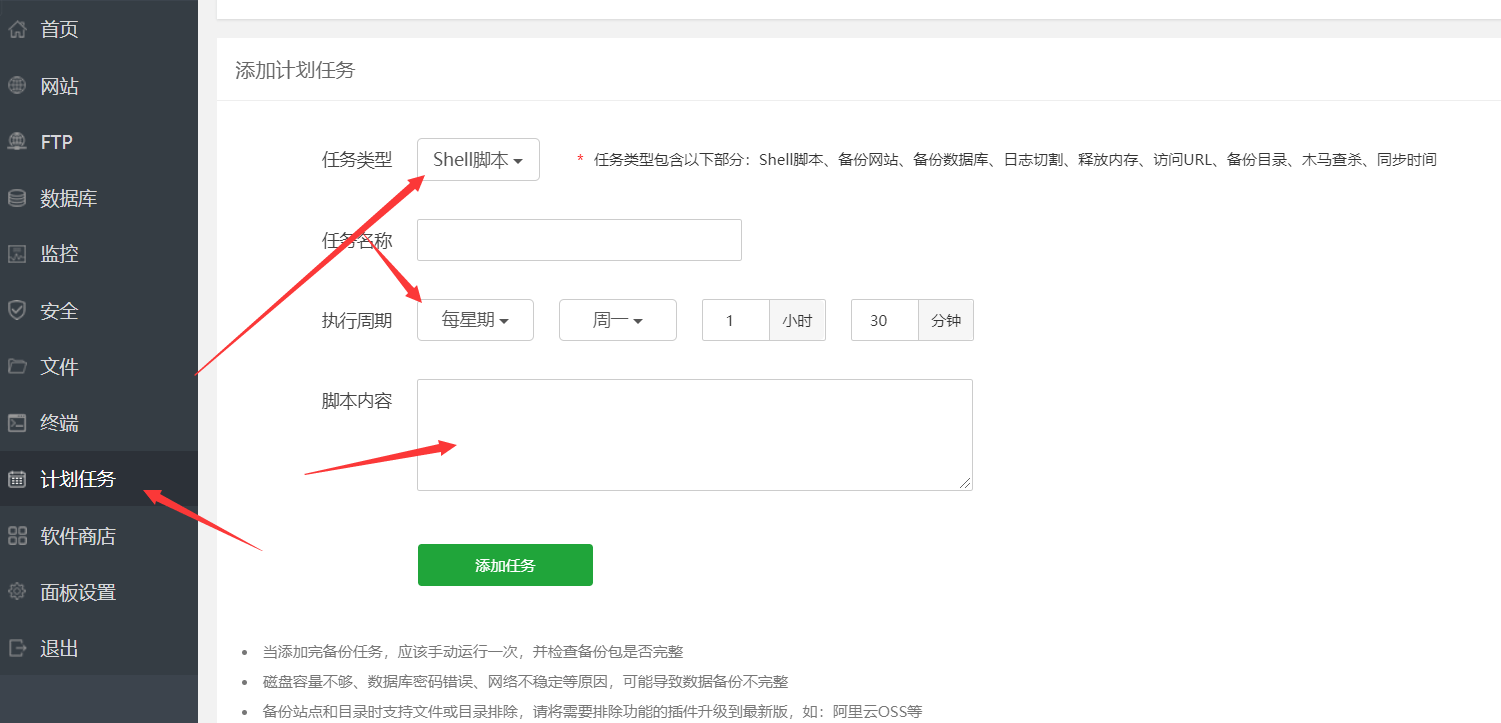 首页
网站
FTP
数据库
监控
安全
文件
终端
计划任务
软件商店
面板设置
退出
添加计划任务
任务类型 Shell脚本 * 任务类型包含以下部分：Shell脚本、备份网站、备份数据库、日志切割、释放内存、访问URL、备份目录、木马查杀、同步时间
任务名称
执行周期 每星期 周一 1 小时 30 分钟
脚本内容
添加任务
当添加完备份任务，应该手动运行一次，并检查备份包是否完整
磁盘容量不够、数据库密码错误、网络不稳定等原因，可能导致数据备份不完整
备份站点和目录时支持文件或目录排除，请将需要排除功能的插件升级到最新版，如：阿里云OSS等